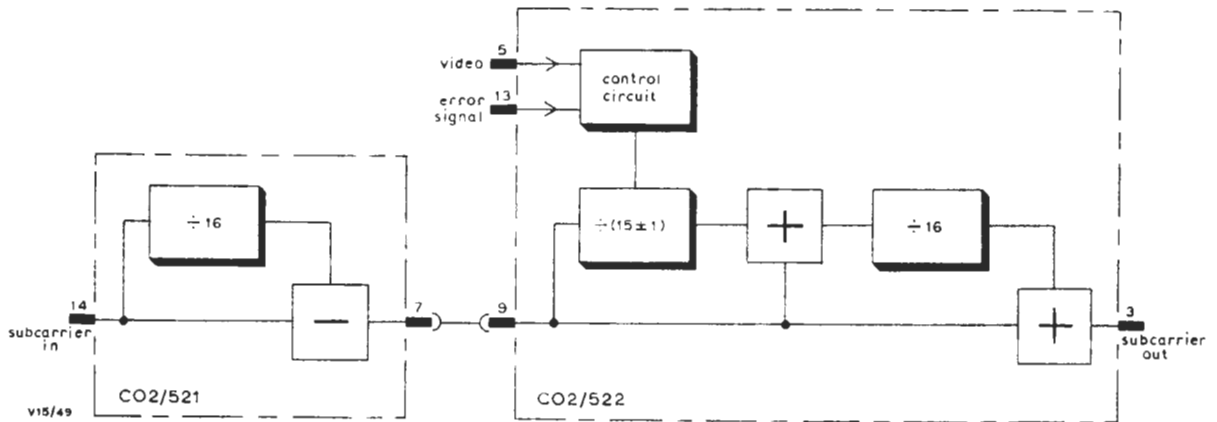 5
video
control
circuit
13
error
signal
÷ 16
÷(15 ± 1)
+
÷ 16
14
subcarrier
in
−
7
9
+
3
subcarrier
out
CO2/521
CO2/522
V15/49